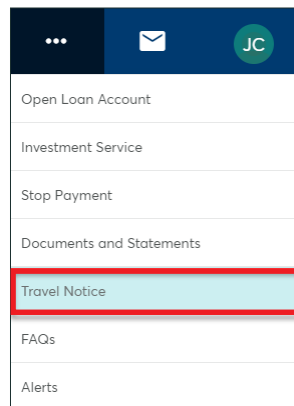 JC
Open Loan Account
Investment Service
Stop Payment
Documents and Statements
Travel Notice
FAQs
Alerts